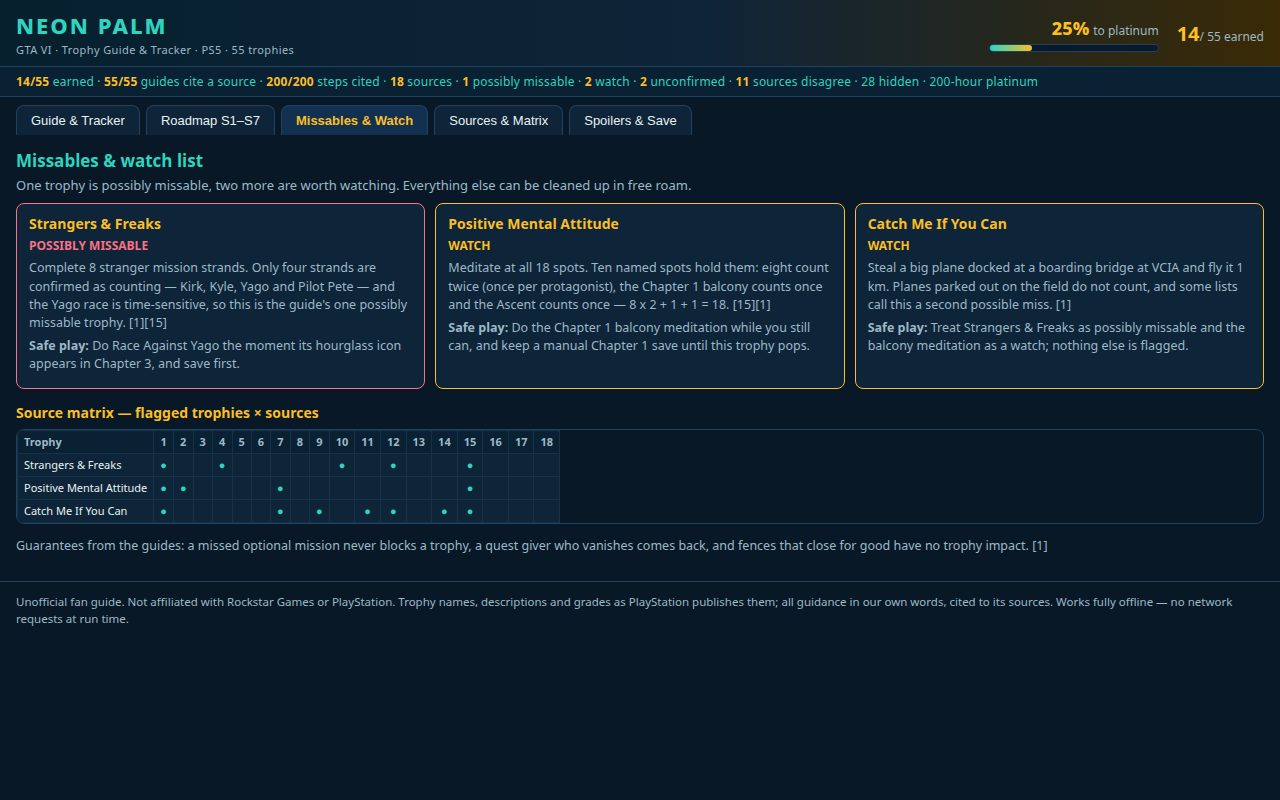 NEON PALM
GTA VI · Trophy Guide & Tracker · PS5 · 55 trophies
25% to platinum
14/ 55 earned
14/55 earned · 55/55 guides cite a source · 200/200 steps cited · 18 sources · 1 possibly missable · 2 watch · 2 unconfirmed · 11 sources disagree · 28 hidden · 200-hour platinum
Guide & Tracker
Roadmap S1–S7
Missables & Watch
Sources & Matrix
Spoilers & Save
Missables & watch list
One trophy is possibly missable, two more are worth watching. Everything else can be cleaned up in free roam.
Strangers & Freaks
POSSIBLY MISSABLE
Complete 8 stranger mission strands. Only four strands are
confirmed as counting — Kirk, Kyle, Yago and Pilot Pete — and
the Yago race is time-sensitive, so this is the guide's one possibly
missable trophy. [1][15]
Safe play: Do Race Against Yago the moment its hourglass icon
appears in Chapter 3, and save first.
Positive Mental Attitude
WATCH
Meditate at all 18 spots. Ten named spots hold them: eight count
twice (once per protagonist), the Chapter 1 balcony counts once
and the Ascent counts once — 8 x 2 + 1 + 1 = 18. [15][1]
Safe play: Do the Chapter 1 balcony meditation while you still
can, and keep a manual Chapter 1 save until this trophy pops.
Catch Me If You Can
WATCH
Steal a big plane docked at a boarding bridge at VCIA and fly it 1
km. Planes parked out on the field do not count, and some lists
call this a second possible miss. [1]
Safe play: Treat Strangers & Freaks as possibly missable and the
balcony meditation as a watch; nothing else is flagged.
Source matrix — flagged trophies × sources
Trophy 1 2 3 4 5 6 7 8 9 10 11 12 13 14 15 16 17 18
Strangers & Freaks ● ● ● ● ●
Positive Mental Attitude ● ● ● ●
Catch Me If You Can ● ● ● ● ● ● ●
Guarantees from the guides: a missed optional mission never blocks a trophy, a quest giver who vanishes comes back, and fences that close for good have no trophy impact. [1]
Unofficial fan guide. Not affiliated with Rockstar Games or PlayStation. Trophy names, descriptions and grades as PlayStation publishes them; all guidance in our own words, cited to its sources. Works fully offline — no network
requests at run time.